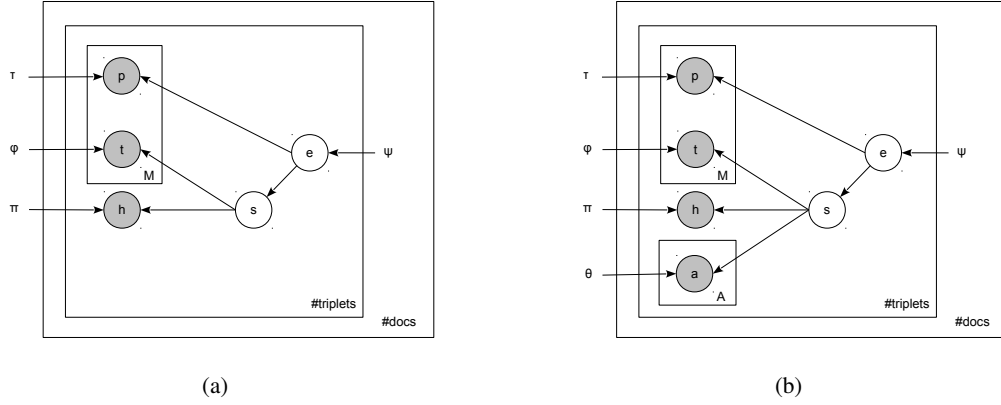 τ
p
φ
t
e
ψ
M
π
h
s
#triplets
#docs
(a)
τ
p
φ
t
e
ψ
M
π
h
s
θ
a
A
#triplets
#docs
(b)